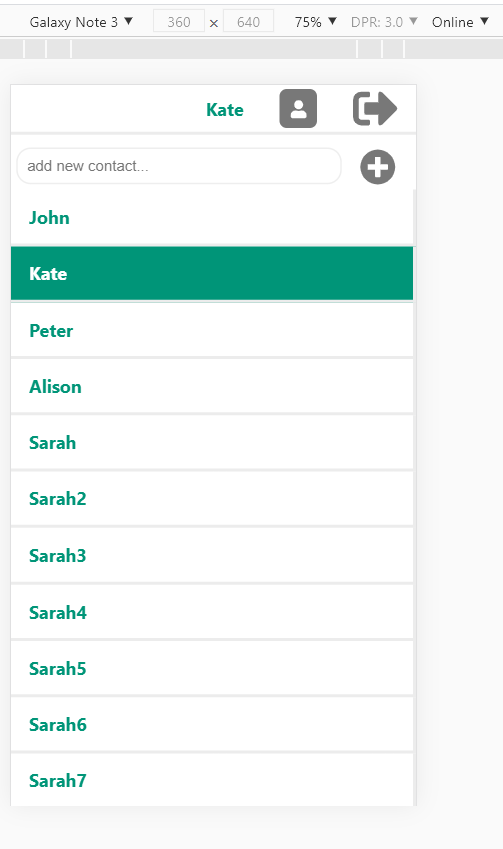 Galaxy Note 3 ▼ 360 × 640 75% ▼ DPR: 3.0 ▼ Online ▼
Kate
add new contact...
John
Kate
Peter
Alison
Sarah
Sarah2
Sarah3
Sarah4
Sarah5
Sarah6
Sarah7